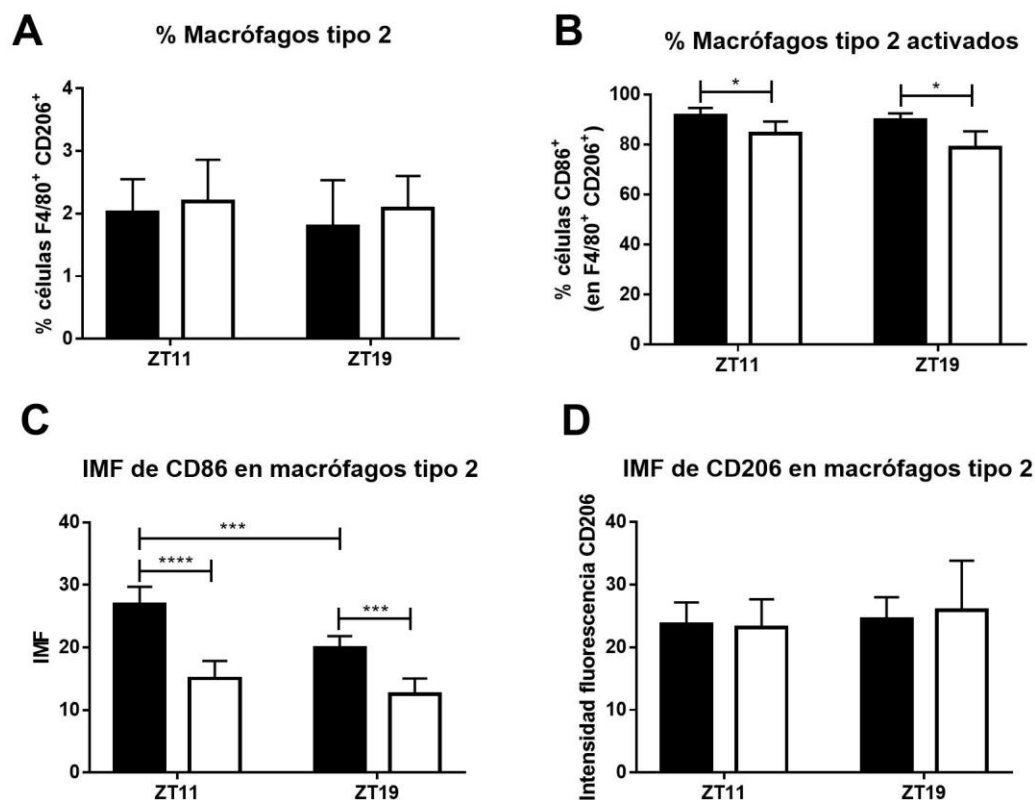 A
% Macrófagos tipo 2
% células F4/80+ CD206+
4
3
2
1
0
ZT11
ZT19
B
% Macrófagos tipo 2 activados
% células CD86+
(en F4/80+ CD206+)
100
80
60
40
20
0
*
*
ZT11
ZT19
C
IMF de CD86 en macrófagos tipo 2
IMF
40
30
20
10
0
***
****
***
ZT11
ZT19
D
IMF de CD206 en macrófagos tipo 2
Intensidad fluorescencia CD206
40
30
20
10
0
ZT11
ZT19